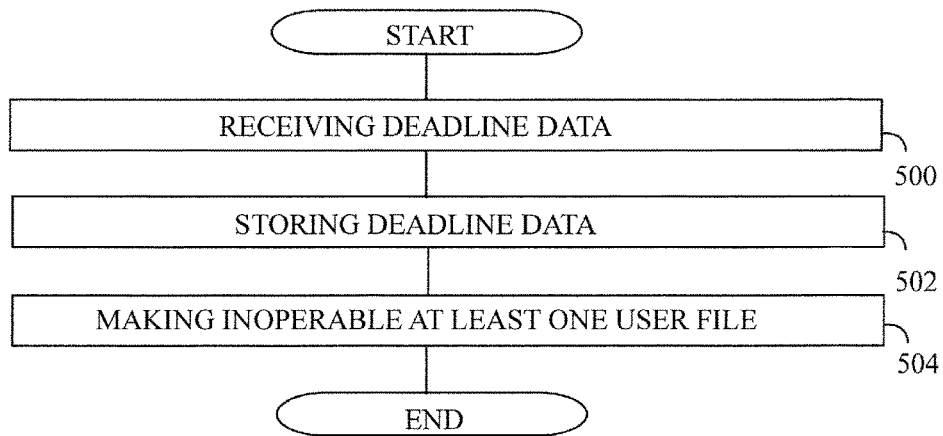 START
RECEIVING DEADLINE DATA
500
STORING DEADLINE DATA
502
MAKING INOPERABLE AT LEAST ONE USER FILE
504
END